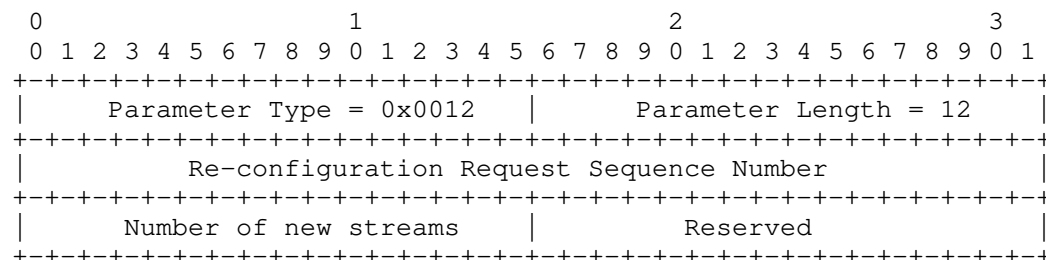 0                   1                   2                   3
0 1 2 3 4 5 6 7 8 9 0 1 2 3 4 5 6 7 8 9 0 1 2 3 4 5 6 7 8 9 0 1
+-+-+-+-+-+-+-+-+-+-+-+-+-+-+-+-+-+-+-+-+-+-+-+-+-+-+-+-+-+-+-+-+
|     Parameter Type = 0x0012   |      Parameter Length = 12    |
+-+-+-+-+-+-+-+-+-+-+-+-+-+-+-+-+-+-+-+-+-+-+-+-+-+-+-+-+-+-+-+-+
|          Re-configuration Request Sequence Number             |
+-+-+-+-+-+-+-+-+-+-+-+-+-+-+-+-+-+-+-+-+-+-+-+-+-+-+-+-+-+-+-+-+
|      Number of new streams    |         Reserved              |
+-+-+-+-+-+-+-+-+-+-+-+-+-+-+-+-+-+-+-+-+-+-+-+-+-+-+-+-+-+-+-+-+